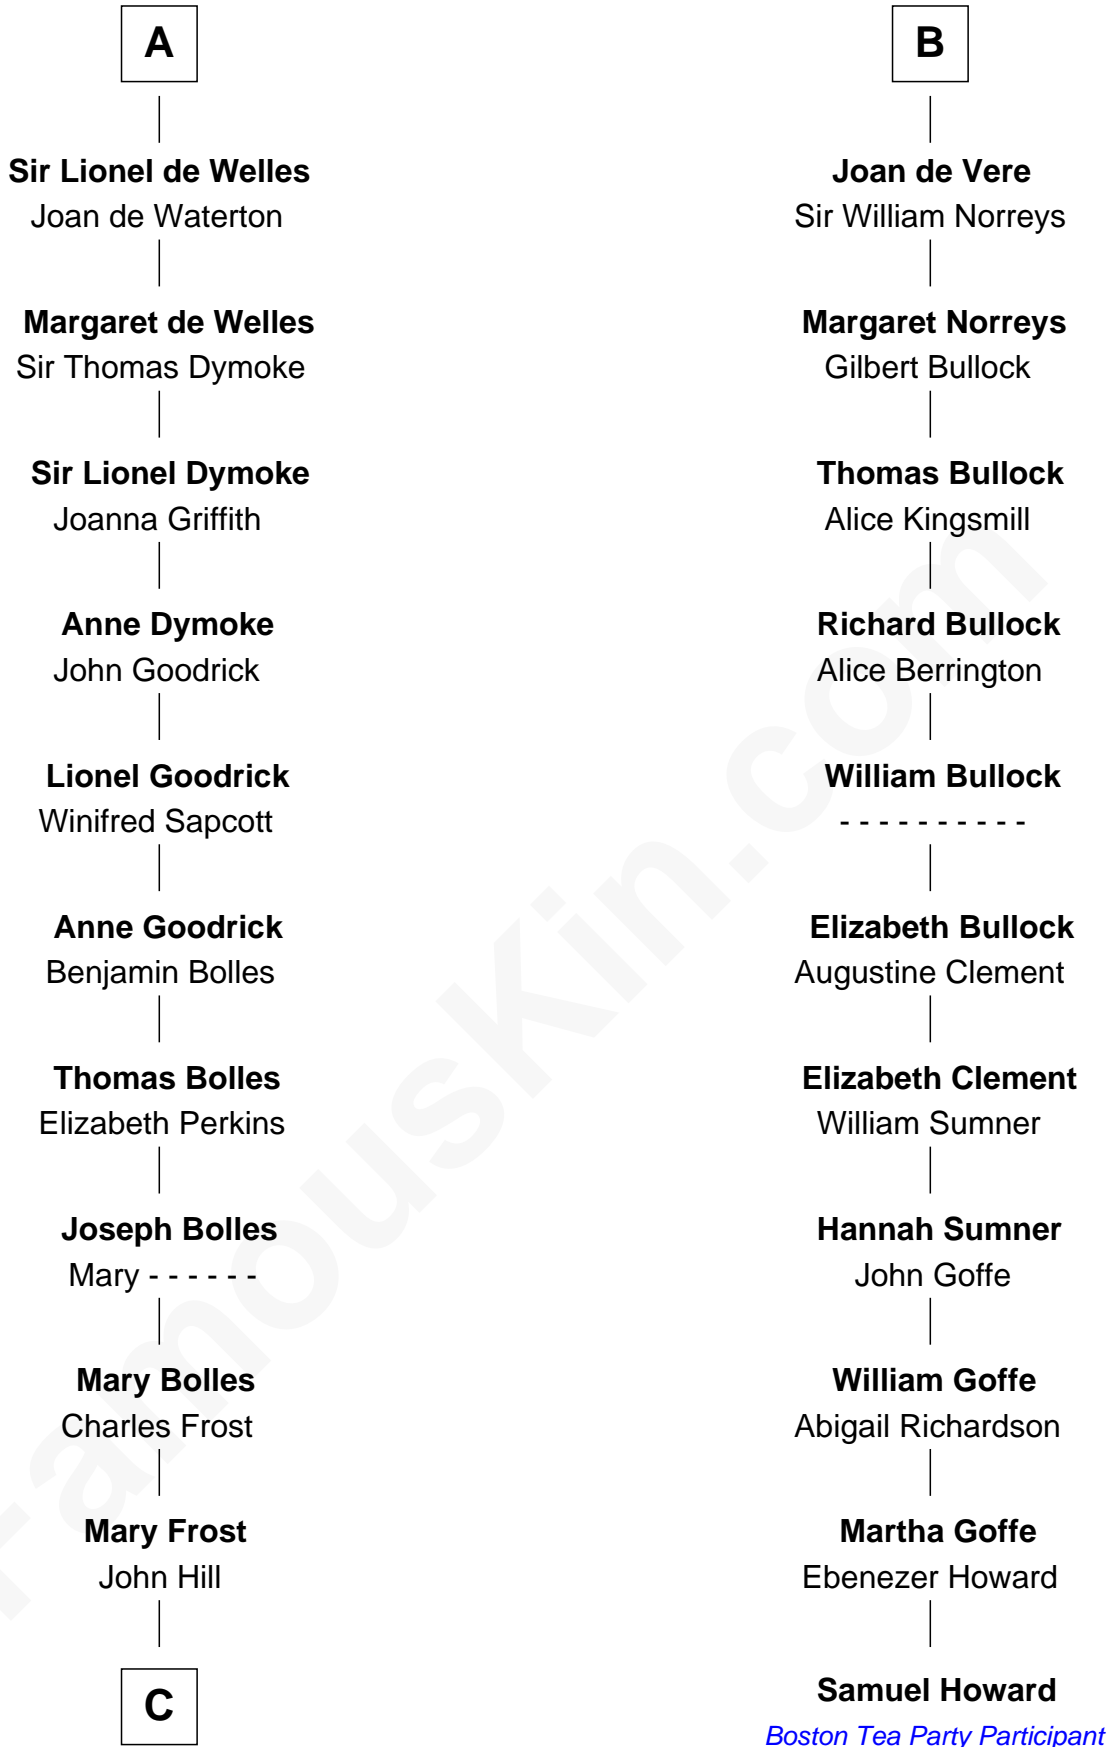 A
Sir Lionel de Welles
Joan de Waterton
Margaret de Welles
Sir Thomas Dymoke
Sir Lionel Dymoke
Joanna Griffith
Anne Dymoke
John Goodrick
Lionel Goodrick
Winifred Sapcott
Anne Goodrick
Benjamin Bolles
Thomas Bolles
Elizabeth Perkins
Joseph Bolles
Mary - - - - - -
Mary Bolles
Charles Frost
Mary Frost
John Hill
C
B
Joan de Vere
Sir William Norreys
Margaret Norreys
Gilbert Bullock
Thomas Bullock
Alice Kingsmill
Richard Bullock
Alice Berrington
William Bullock
- - - - - - - - - -
Elizabeth Bullock
Augustine Clement
Elizabeth Clement
William Sumner
Hannah Sumner
John Goffe
William Goffe
Abigail Richardson
Martha Goffe
Ebenezer Howard
Samuel Howard
Boston Tea Party Participant
FamousKin.com